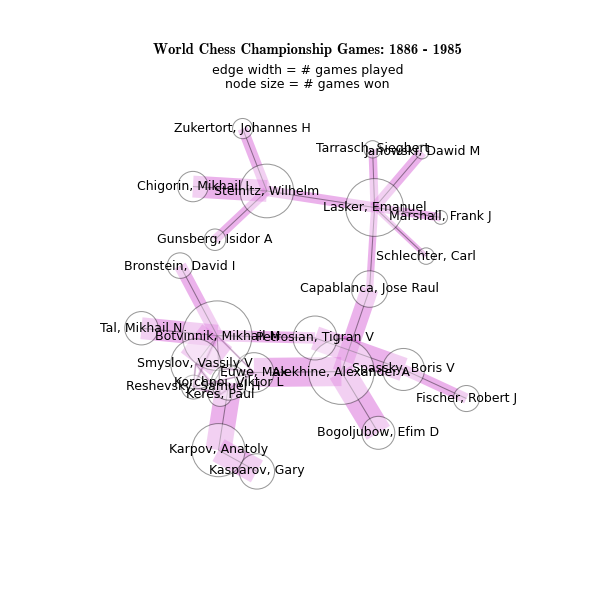 World Chess Championship Games: 1886 - 1985
edge width = # games played
node size = # games won
Zukertort, Johannes H
Tarrasch, Siegbert
Janowski, Dawid M
Chigorin, Mikhail I
Steinitz, Wilhelm
Lasker, Emanuel
Marshall, Frank J
Gunsberg, Isidor A
Schlechter, Carl
Bronstein, David I
Capablanca, Jose Raul
Tal, Mikhail N
Botvinnik, Mikhail M
Petrosian, Tigran V
Smyslov, Vassily V
Euwe, Max
Alekhine, Alexander A
Spassky, Boris V
Korchnoi, Viktor L
Reshevsky, Samuel H
Keres, Paul
Fischer, Robert J
Bogoljubow, Efim D
Karpov, Anatoly
Kasparov, Gary